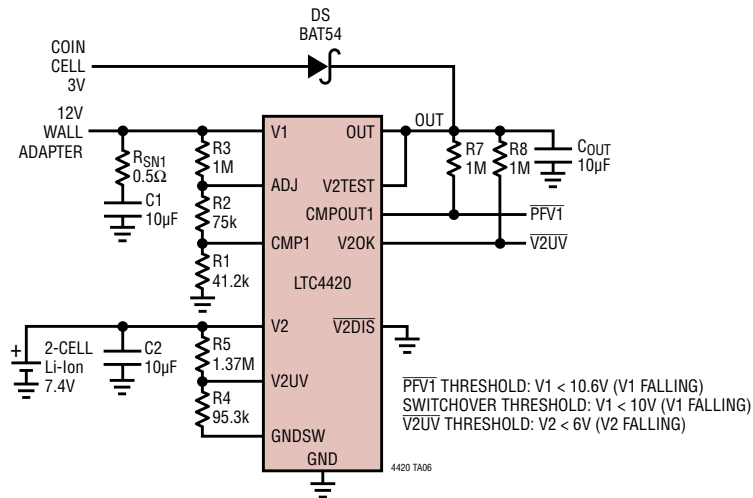 DS
BAT54
COIN
CELL
3V
12V
WALL
ADAPTER
RSN1
0.5Ω
C1
10µF
R3
1M
R2
75k
R1
41.2k
V1
ADJ
CMP1
LTC4420
OUT
V2TEST
CMPOUT1
V2OK
V2DIS
OUT
R7
1M
R8
1M
COUT
10µF
PFV1
V2UV
+
2-CELL
Li-Ion
7.4V
C2
10µF
R5
1.37M
R4
95.3k
V2
V2UV
GNDSW
GND
PFV1 THRESHOLD: V1 < 10.6V (V1 FALLING)
SWITCHOVER THRESHOLD: V1 < 10V (V1 FALLING)
V2UV THRESHOLD: V2 < 6V (V2 FALLING)
4420 TA06